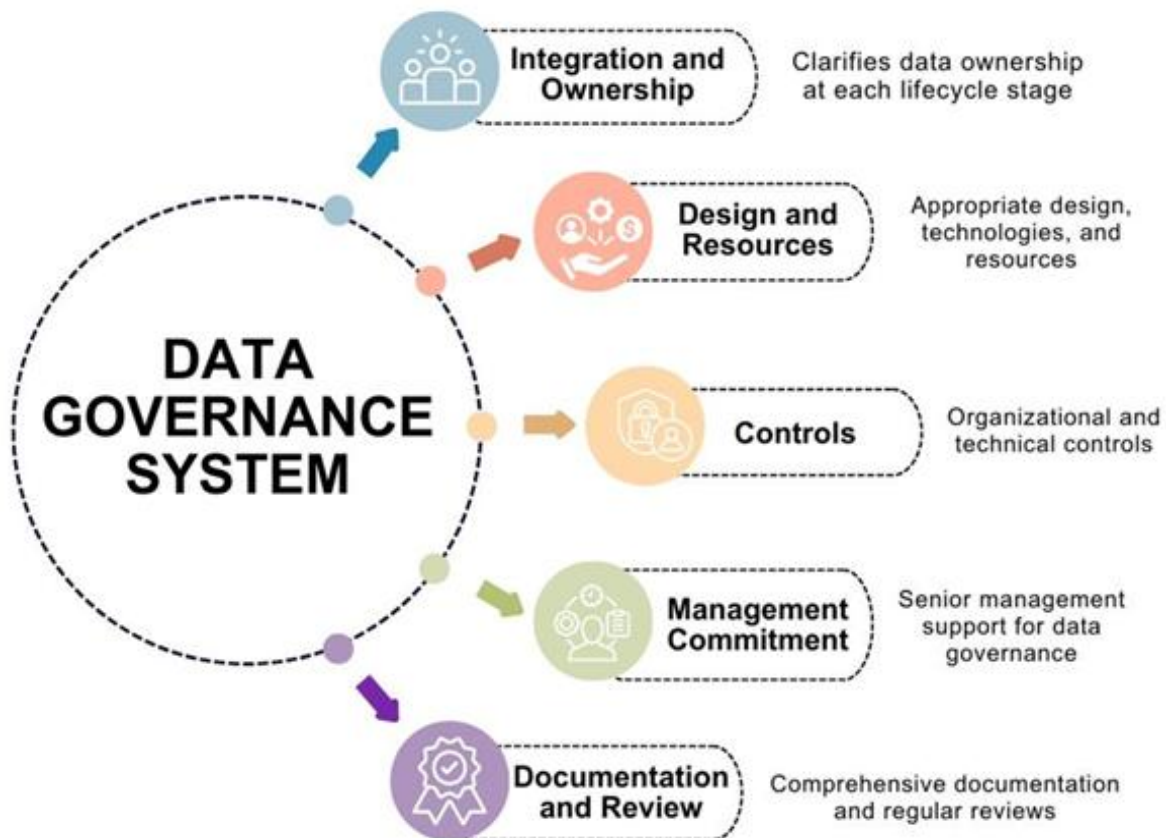 Integration and
Ownership
Clarifies data ownership
at each lifecycle stage
Design and
Resources
Appropriate design,
technologies, and
resources
DATA
GOVERNANCE
SYSTEM
Controls
Organizational and
technical controls
Management
Commitment
Senior management
support for data
governance
Documentation
and Review
Comprehensive documentation
and regular reviews